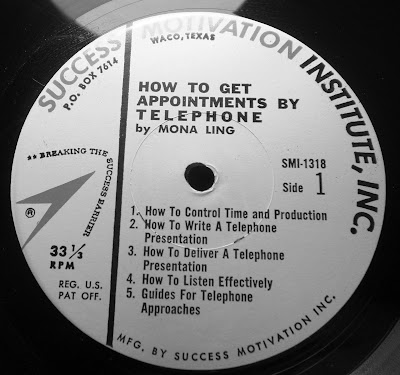 SUCCESS MOTIVATION INSTITUTE, INC.
P.O. BOX 7614
WACO, TEXAS
HOW TO GET
APPOINTMENTS BY
TELEPHONE
by MONA LING
** BREAKING THE
SUCCESS BARRIER
®
33 1/3
RPM
REG. U.S.
PAT OFF.
SMI-1318
Side 1
1. How To Control Time and Production
2. How To Write A Telephone
Presentation
3. How To Deliver A Telephone
Presentation
4. How To Listen Effectively
5. Guides For Telephone
Approaches
MFG. BY SUCCESS MOTIVATION INC.